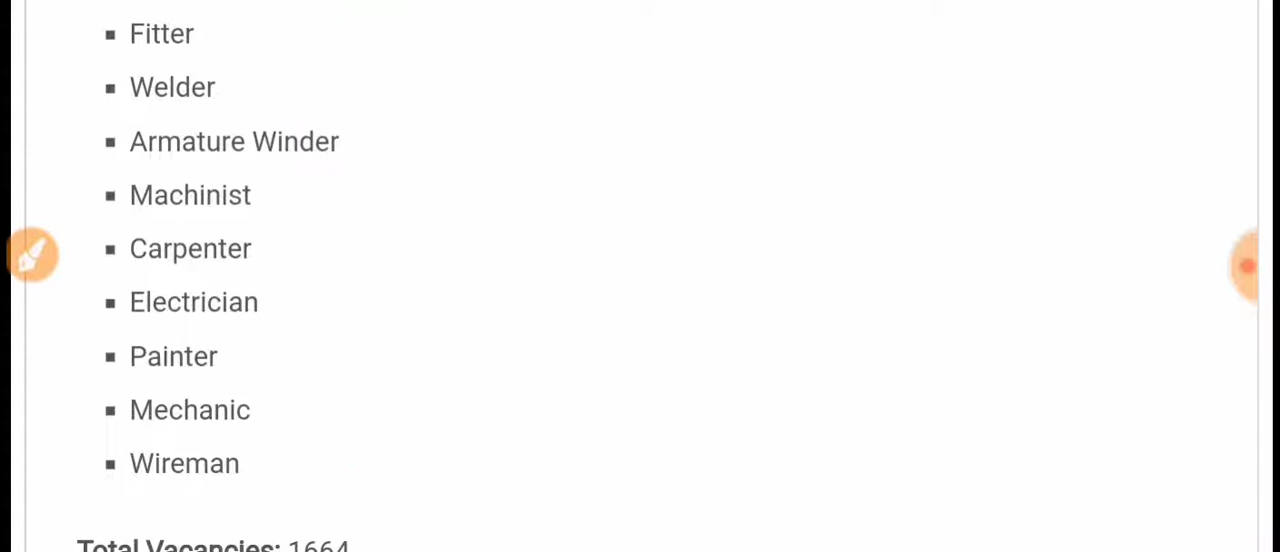 ▪ Fitter
▪ Welder
▪ Armature Winder
▪ Machinist
▪ Carpenter
▪ Electrician
▪ Painter
▪ Mechanic
▪ Wireman
Total Vacancies: 1664